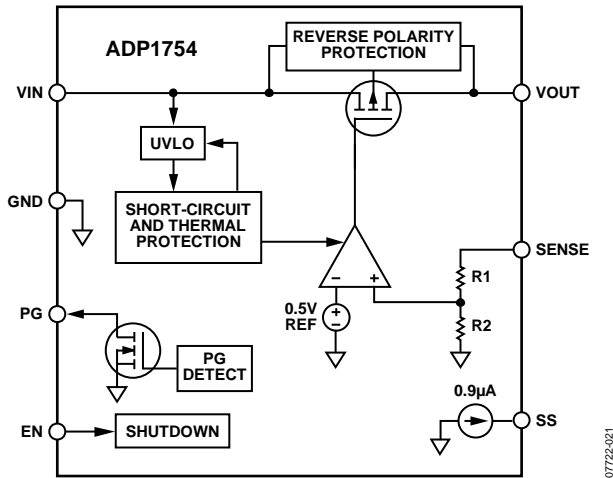 ADP1754
REVERSE POLARITY
PROTECTION
VIN
VOUT
UVLO
GND
SHORT-CIRCUIT
AND THERMAL
PROTECTION
SENSE
R1
–
+
0.5V
REF
+
–
R2
PG
PG
DETECT
0.9µA
SS
EN
SHUTDOWN
07722-021